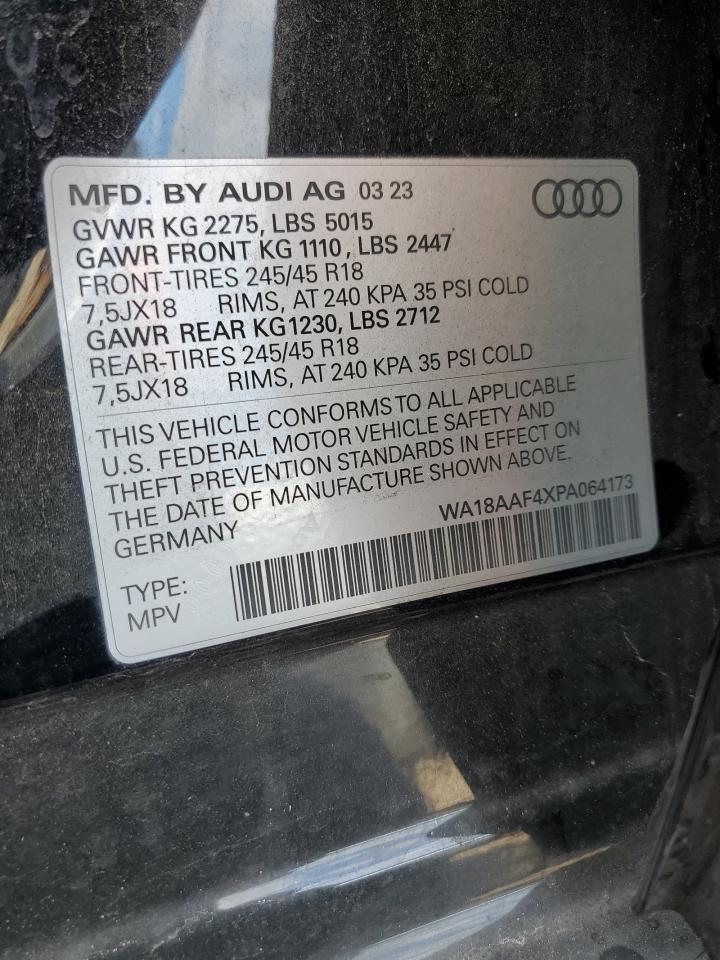 MFD. BY AUDI AG 03 23
GVWR KG 2275, LBS 5015
GAWR FRONT KG 1110, LBS 2447
FRONT-TIRES 245/45 R18
7,5JX18 RIMS, AT 240 KPA 35 PSI COLD
GAWR REAR KG1230, LBS 2712
REAR-TIRES 245/45 R18
7,5JX18 RIMS, AT 240 KPA 35 PSI COLD
THIS VEHICLE CONFORMS TO ALL APPLICABLE
U.S. FEDERAL MOTOR VEHICLE SAFETY AND
THEFT PREVENTION STANDARDS IN EFFECT ON
THE DATE OF MANUFACTURE SHOWN ABOVE.
GERMANY WA18AAF4XPA064173
TYPE:
MPV